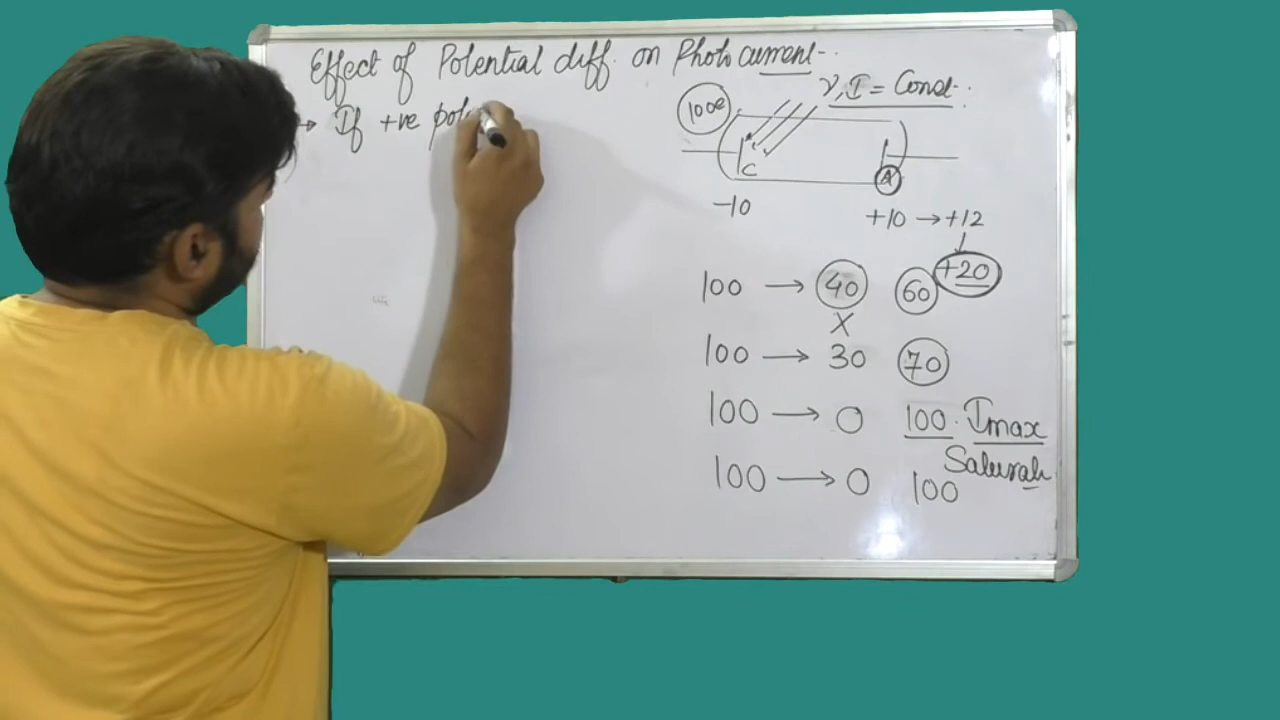 Effect of Potential diff. on Photo current-.
→ If +ve pot
ν, I = Const.
100e
C
A
-10
+10 → +12
+20
100 → 40 60
X
100 → 30 70
100 → 0 100. Imax
100 → 0 100